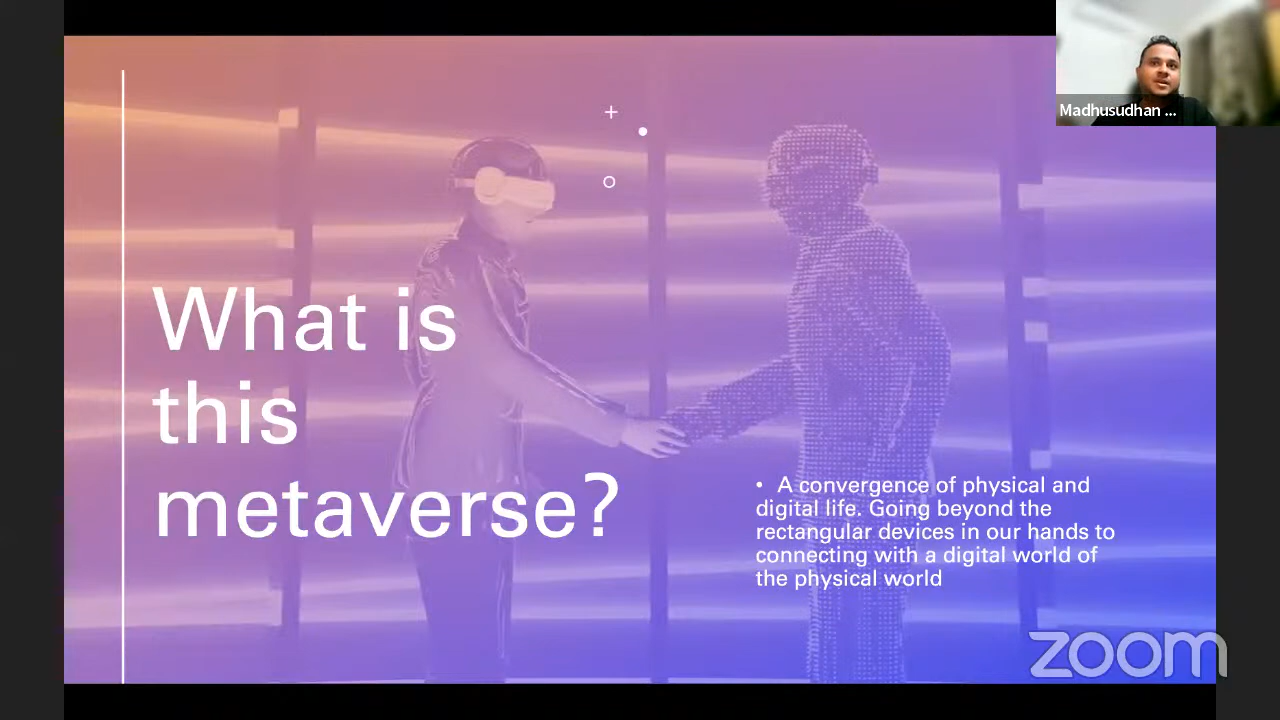 Madhusudhan ...
What is
this
metaverse?
• A convergence of physical and
digital life. Going beyond the
rectangular devices in our hands to
connecting with a digital world of
the physical world
zoom